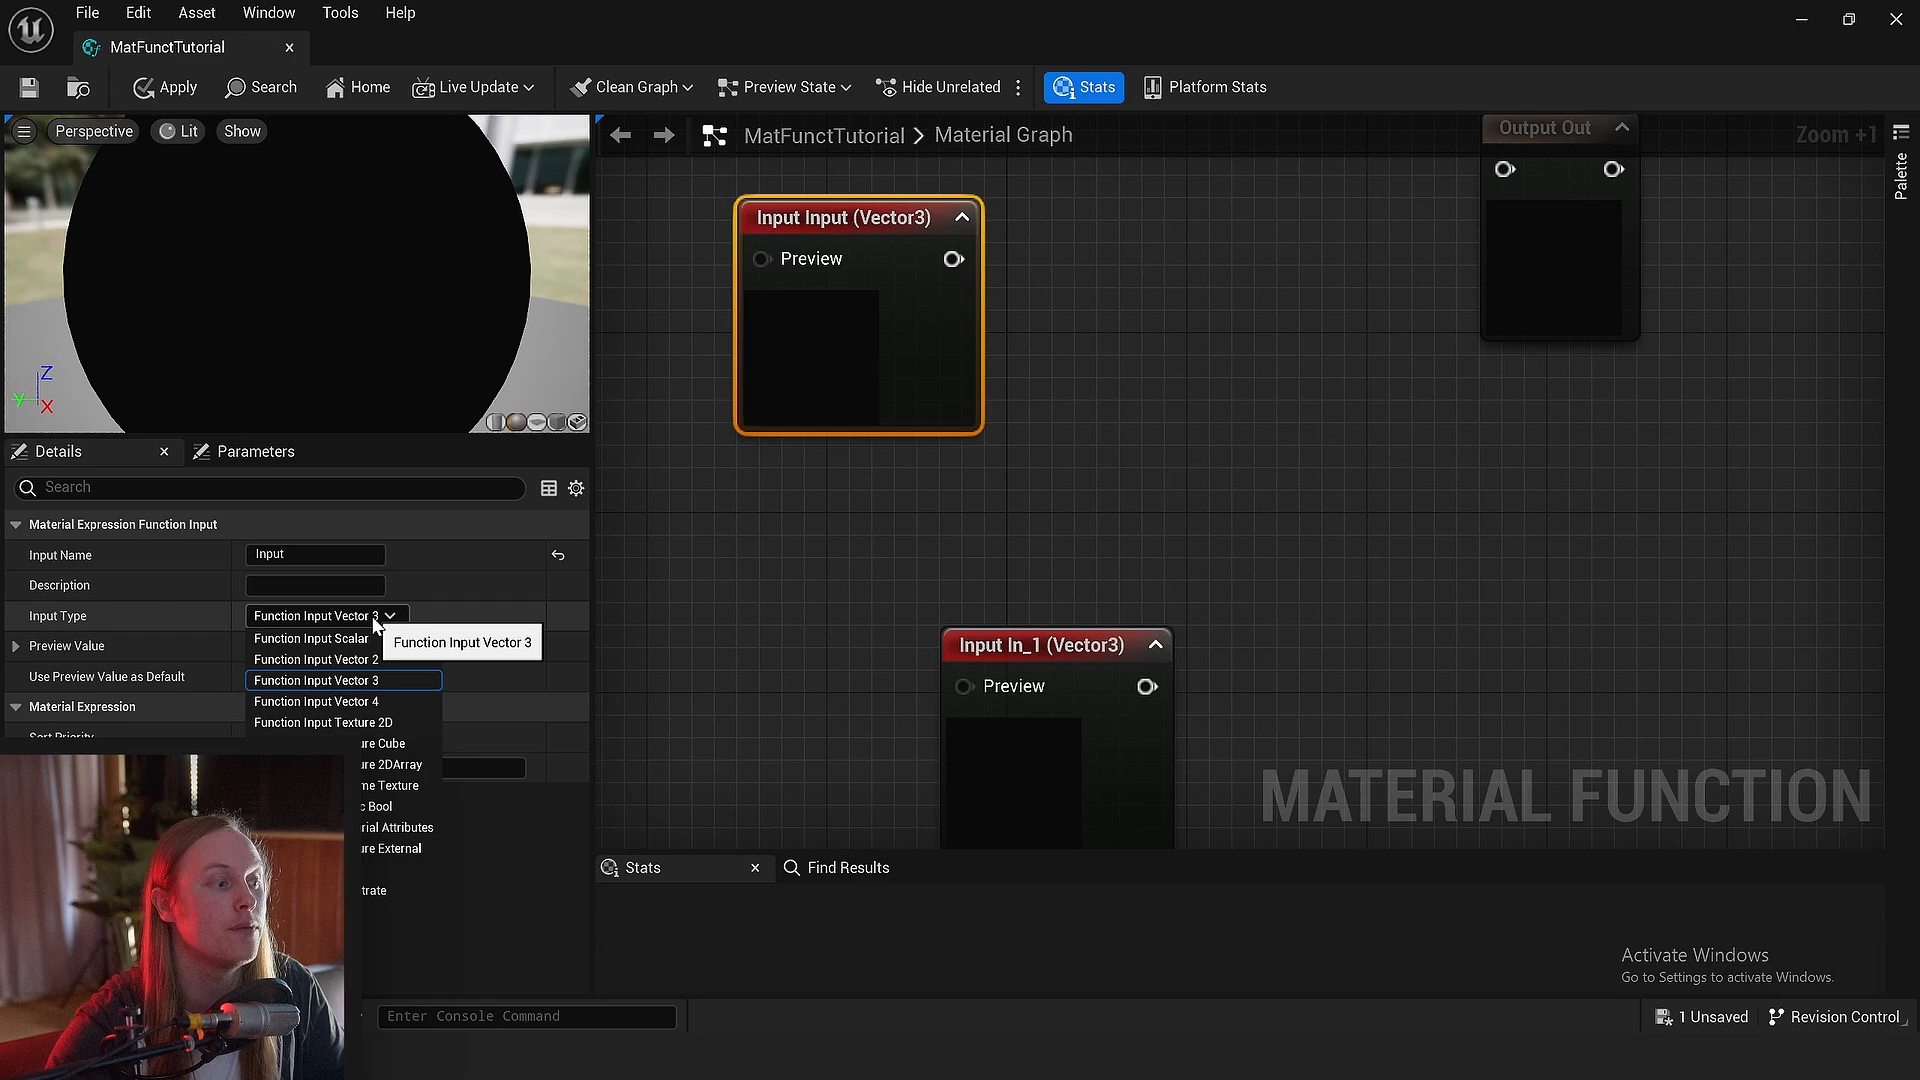 File Edit Asset Window Tools Help
MatFunctTutorial
Apply Search Home Live Update Clean Graph Preview State Hide Unrelated Stats Platform Stats
Perspective Lit Show
MatFunctTutorial > Material Graph
Zoom +1
Palette
Output Out
Input Input (Vector3)
Preview
Z
Y
X
Details Parameters
Search
Material Expression Function Input
Input Name Input
Description
Input Type Function Input Vector 3
Function Input Scalar
Function Input Vector 3
Preview Value
Function Input Vector 2
Use Preview Value as Default
Function Input Vector 3
Material Expression
Function Input Vector 4
Function Input Texture 2D
Sort Priority
ure Cube
ure 2DArray
me Texture
c Bool
rial Attributes
ure External
trate
Input In_1 (Vector3)
Preview
MATERIAL FUNCTION
Stats Find Results
Activate Windows
Go to Settings to activate Windows.
Enter Console Command
1 Unsaved Revision Control